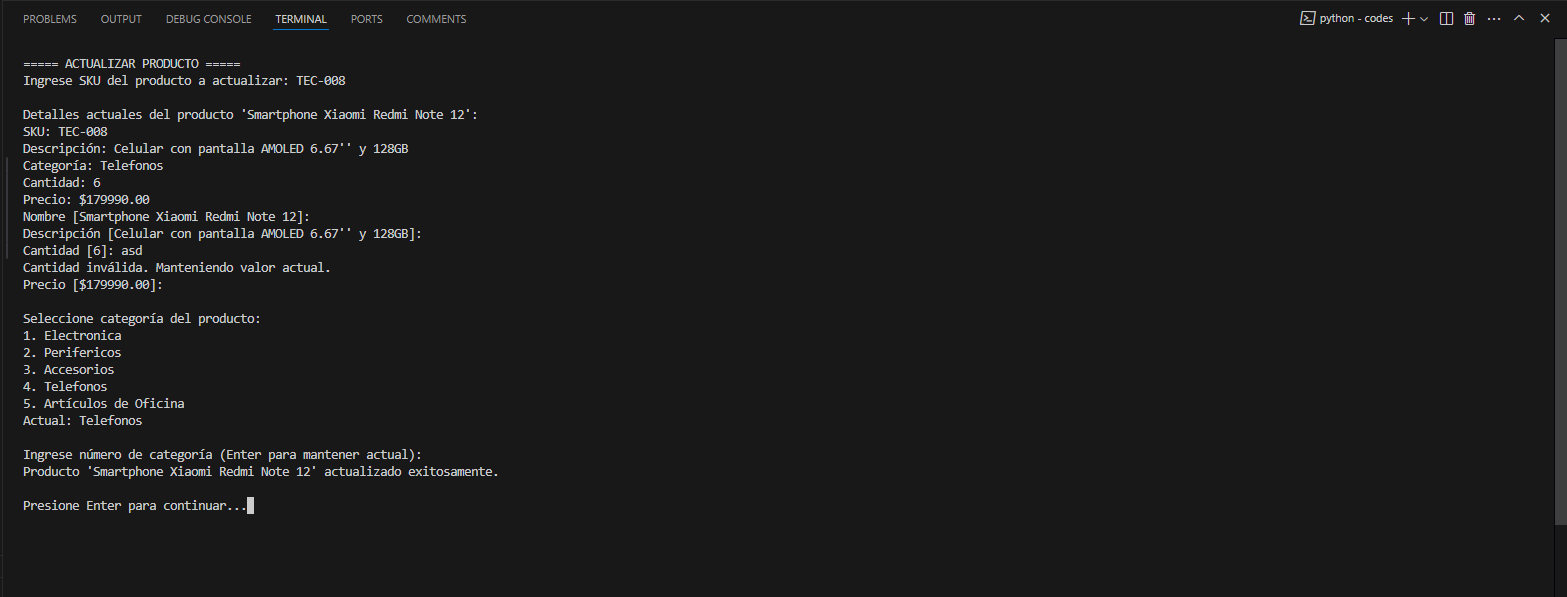 PROBLEMS OUTPUT DEBUG CONSOLE TERMINAL PORTS COMMENTS python - codes
===== ACTUALIZAR PRODUCTO =====
Ingrese SKU del producto a actualizar: TEC-008
Detalles actuales del producto 'Smartphone Xiaomi Redmi Note 12':
SKU: TEC-008
Descripción: Celular con pantalla AMOLED 6.67'' y 128GB
Categoría: Telefonos
Cantidad: 6
Precio: $179990.00
Nombre [Smartphone Xiaomi Redmi Note 12]:
Descripción [Celular con pantalla AMOLED 6.67'' y 128GB]:
Cantidad [6]: asd
Cantidad inválida. Manteniendo valor actual.
Precio [$179990.00]:
Seleccione categoría del producto:
1. Electronica
2. Perifericos
3. Accesorios
4. Telefonos
5. Artículos de Oficina
Actual: Telefonos
Ingrese número de categoría (Enter para mantener actual):
Producto 'Smartphone Xiaomi Redmi Note 12' actualizado exitosamente.
Presione Enter para continuar...